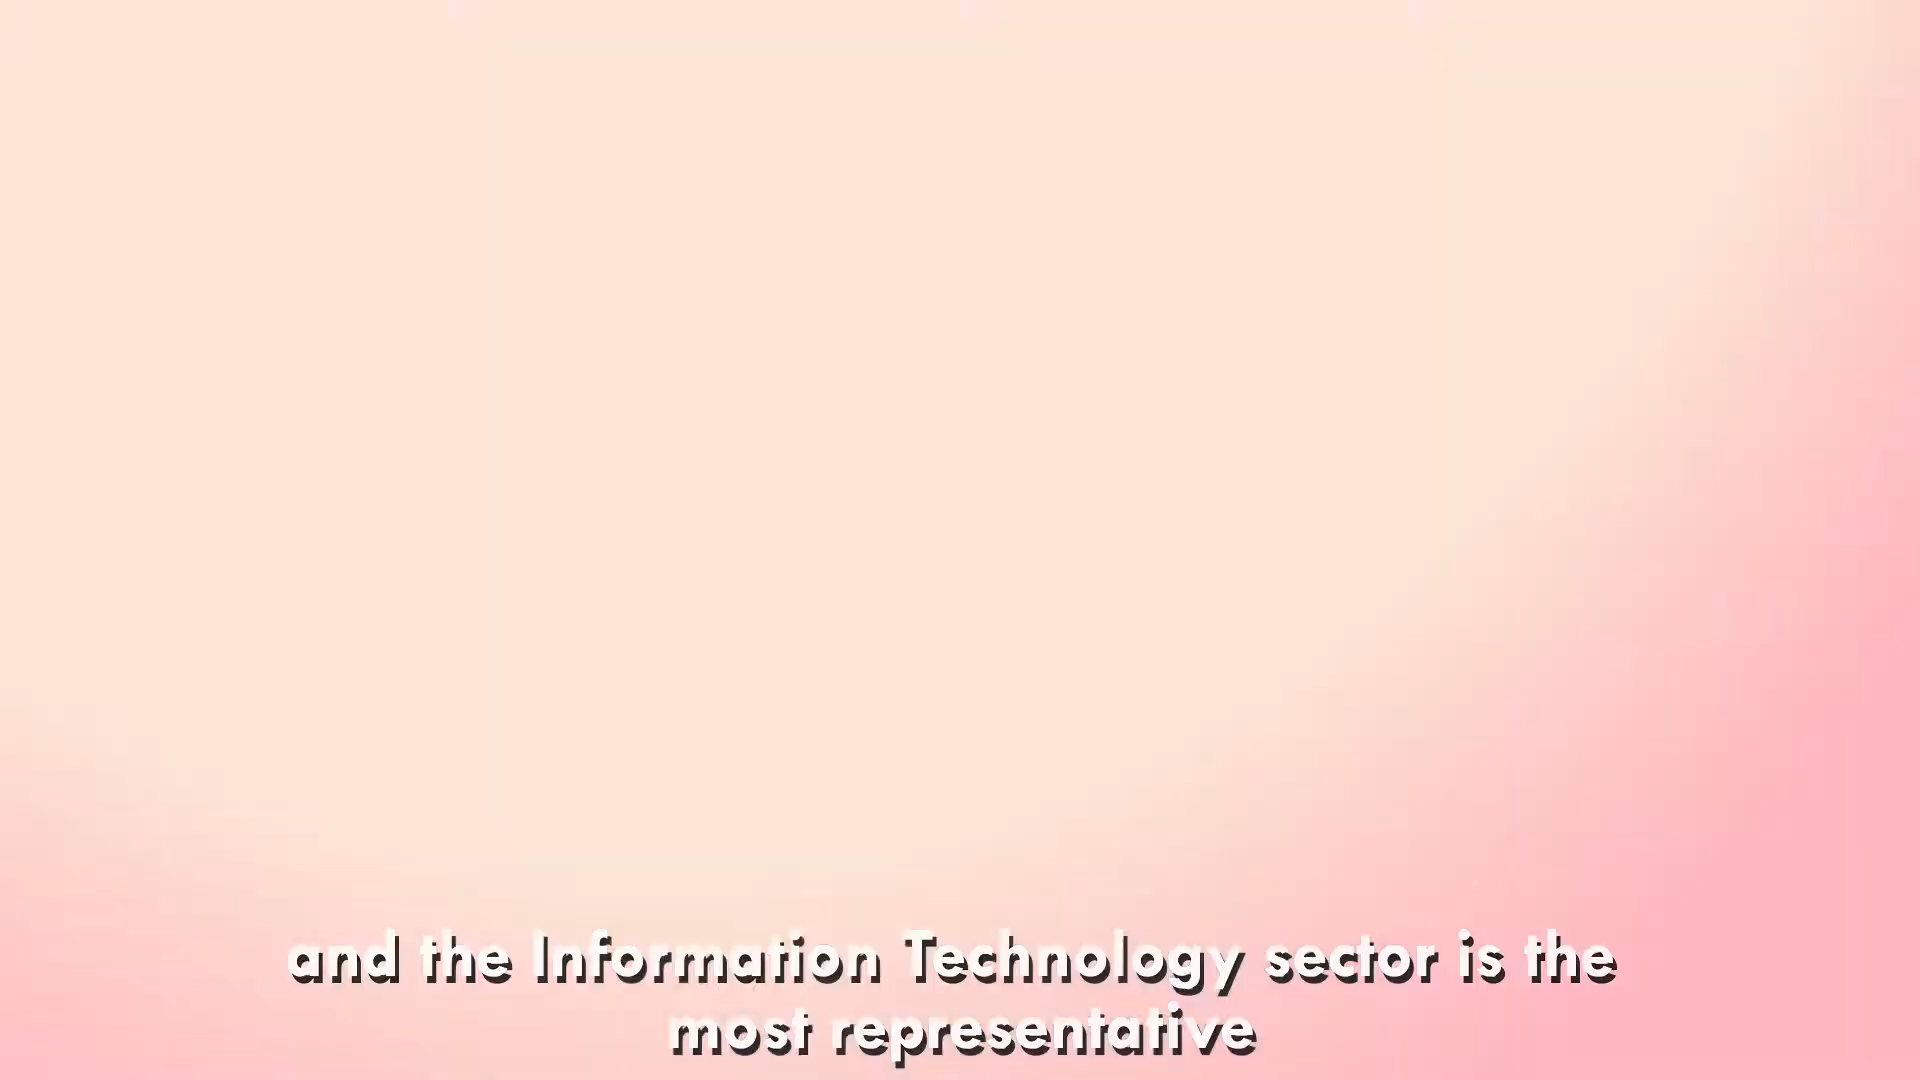 and the Information Technology sector is the
most representative